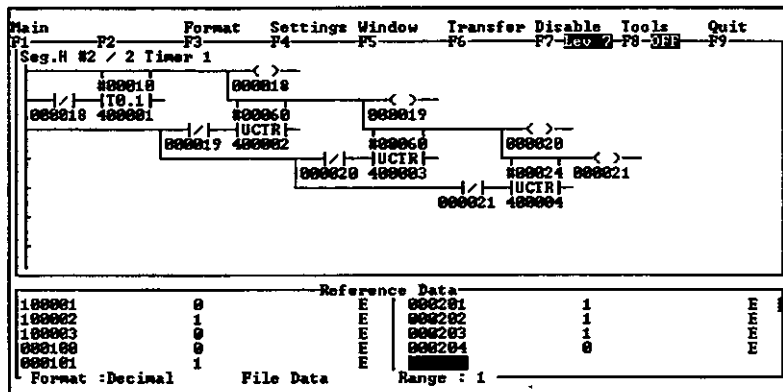 Main Format Settings Window Transfer Disable Tools Quit
F1 F2 F3 F4 F5 F6 F7-Lev ? F8-OFF F9
Seg.H #2 / 2 Timer 1
#00010 000018
T0.1 000019
000018 400001 #00060
UCTR 000020
000019 400002 #00060
UCTR 000021
000020 400003 #00024
UCTR
000021 400004
Reference Data
100001 0 E 000201 1 E
100002 1 E 000202 1 E
100003 0 E 000203 1 E
000100 0 E 000204 0 E
000101 1 E
Format :Decimal File Data Range : 1